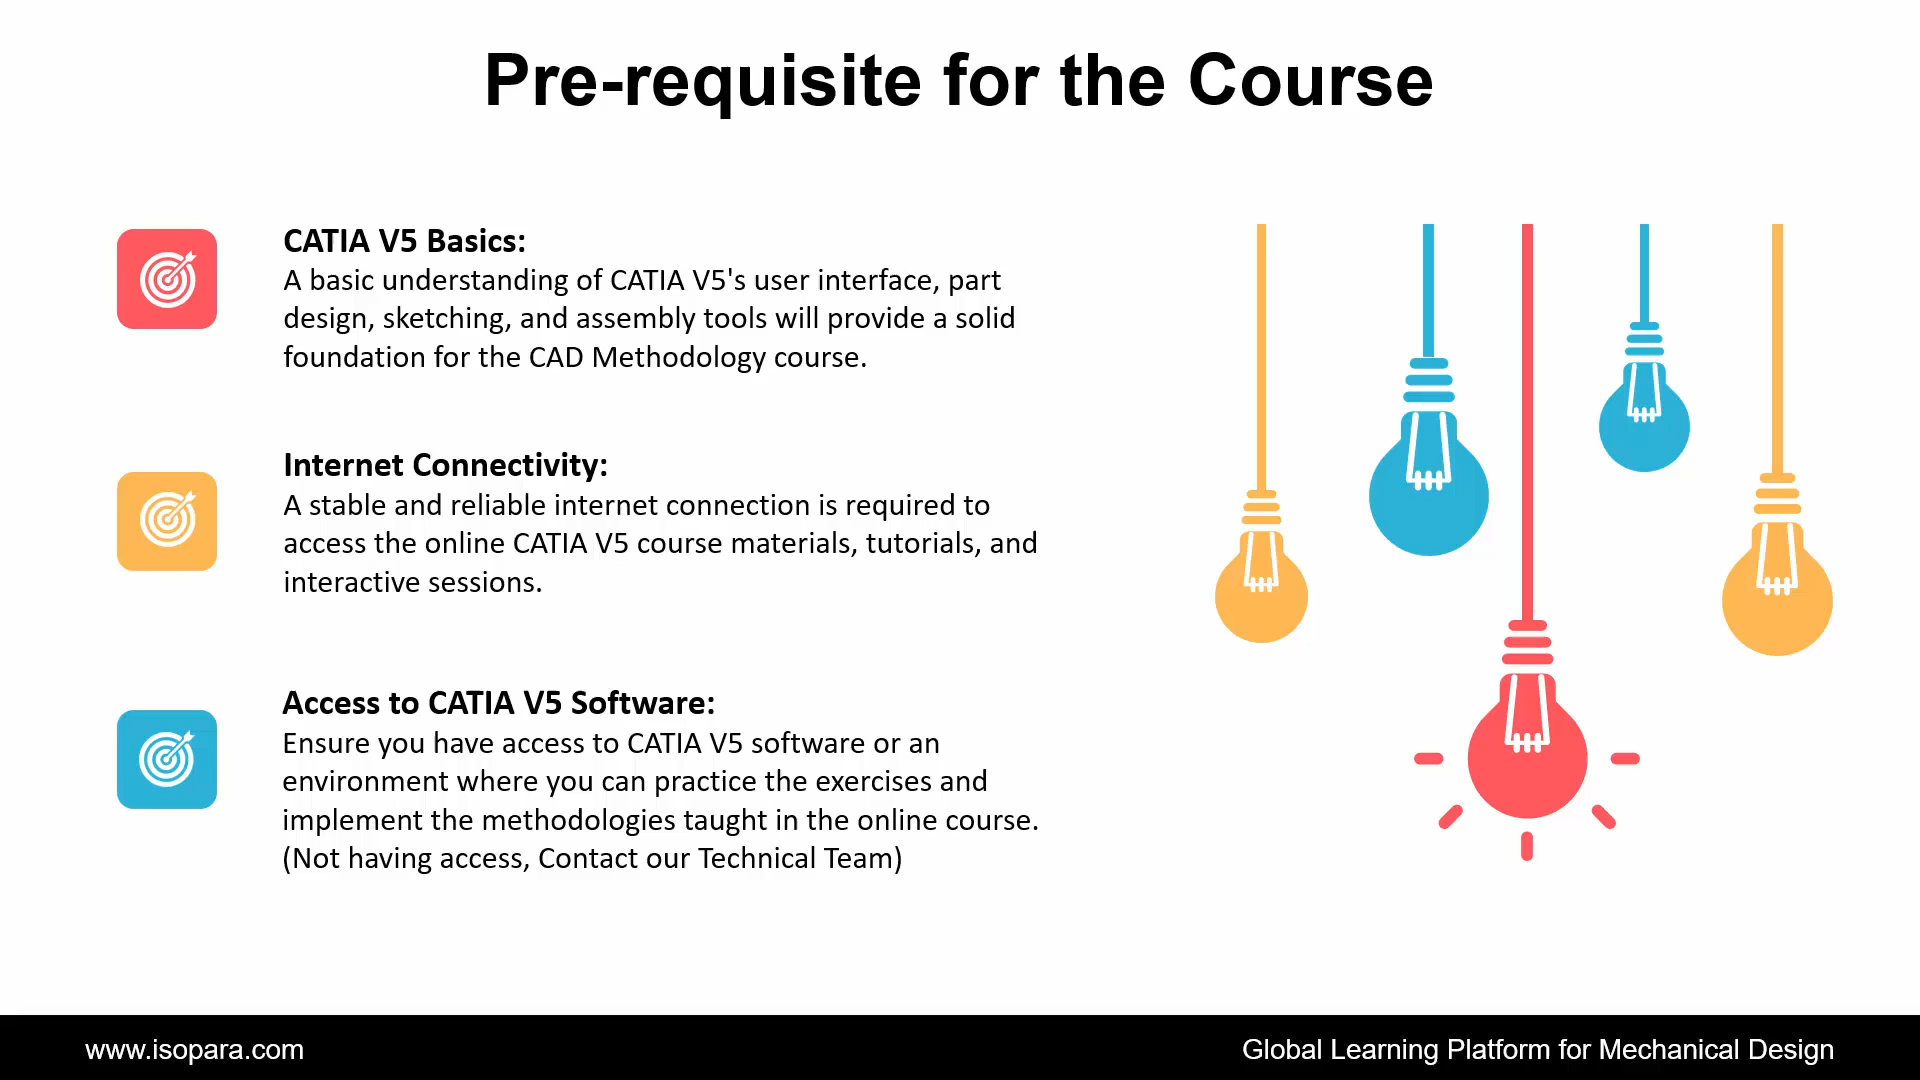 Pre-requisite for the Course
CATIA V5 Basics:
A basic understanding of CATIA V5's user interface, part
design, sketching, and assembly tools will provide a solid
foundation for the CAD Methodology course.
Internet Connectivity:
A stable and reliable internet connection is required to
access the online CATIA V5 course materials, tutorials, and
interactive sessions.
Access to CATIA V5 Software:
Ensure you have access to CATIA V5 software or an
environment where you can practice the exercises and
implement the methodologies taught in the online course.
(Not having access, Contact our Technical Team)
www.isopara.com
Global Learning Platform for Mechanical Design